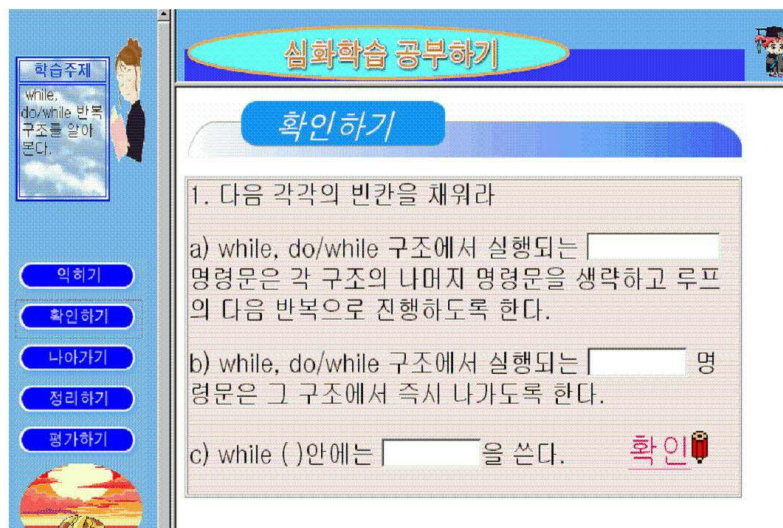 학습주제
while,
do/while 반복
구조를 알아
본다.
익히기
확인하기
나아가기
정리하기
평가하기
심화학습 공부하기
확인하기
1. 다음 각각의 빈칸을 채워라
a) while, do/while 구조에서 실행되는
명령문은 각 구조의 나머지 명령문을 생략하고 루프
의 다음 반복으로 진행하도록 한다.
b) while, do/while 구조에서 실행되는 명
령문은 그 구조에서 즉시 나가도록 한다.
c) while ( )안에는 을 쓴다. 확인